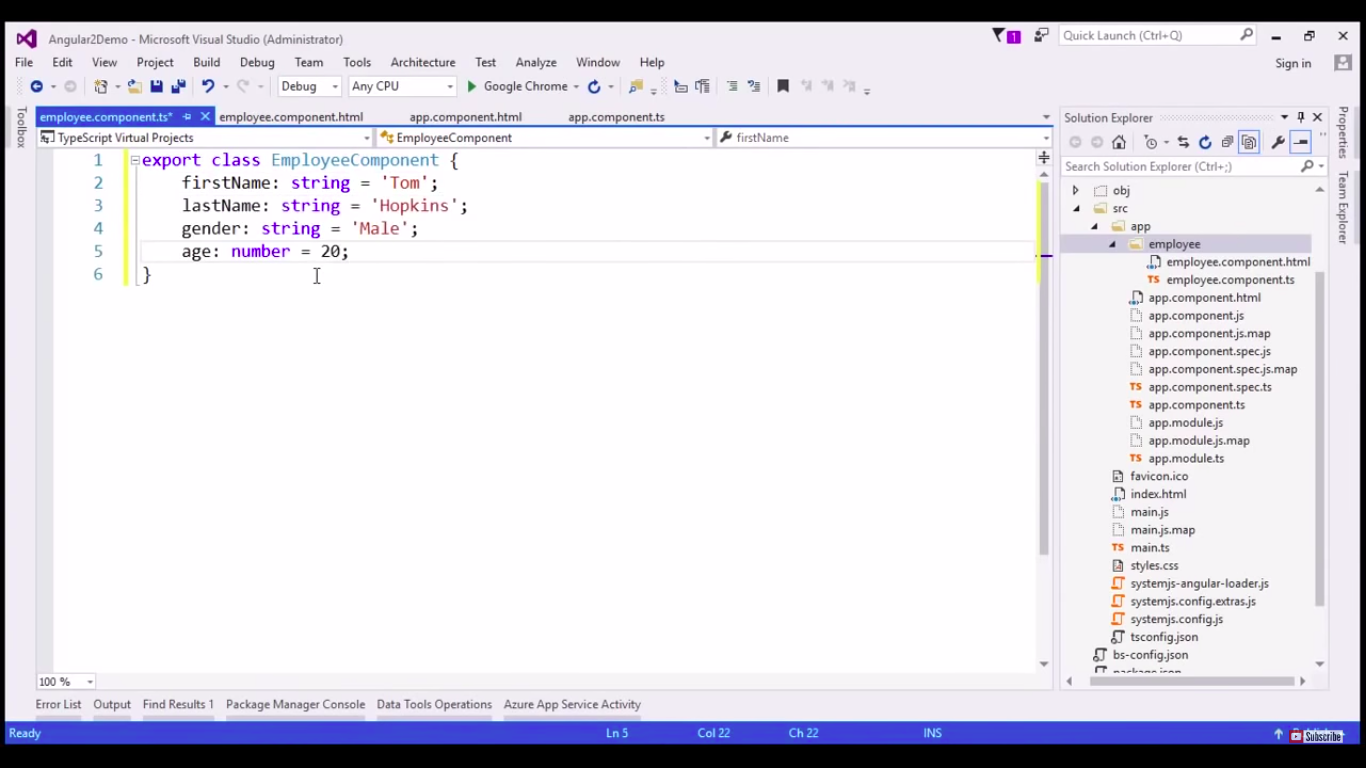 Angular2Demo - Microsoft Visual Studio (Administrator)
1
Quick Launch (Ctrl+Q)
File Edit View Project Build Debug Team Tools Architecture Test Analyze Window Help
Sign in
Debug Any CPU Google Chrome
Toolbox
employee.component.ts* employee.component.html app.component.html app.component.ts
TypeScript Virtual Projects EmployeeComponent firstName
1 export class EmployeeComponent {
2 firstName: string = 'Tom';
3 lastName: string = 'Hopkins';
4 gender: string = 'Male';
5 age: number = 20;
6 }
100 %
Solution Explorer
Search Solution Explorer (Ctrl+;)
obj
src
app
employee
employee.component.html
TS employee.component.ts
app.component.html
app.component.js
app.component.js.map
app.component.spec.js
app.component.spec.js.map
TS app.component.spec.ts
TS app.component.ts
app.module.js
app.module.js.map
TS app.module.ts
favicon.ico
index.html
main.js
main.js.map
TS main.ts
styles.css
systemjs-angular-loader.js
systemjs.config.extras.js
systemjs.config.js
tsconfig.json
bs-config.json
package.json
Properties
Team Explorer
Error List Output Find Results 1 Package Manager Console Data Tools Operations Azure App Service Activity
Ready Ln 5 Col 22 Ch 22 INS
Subscribe